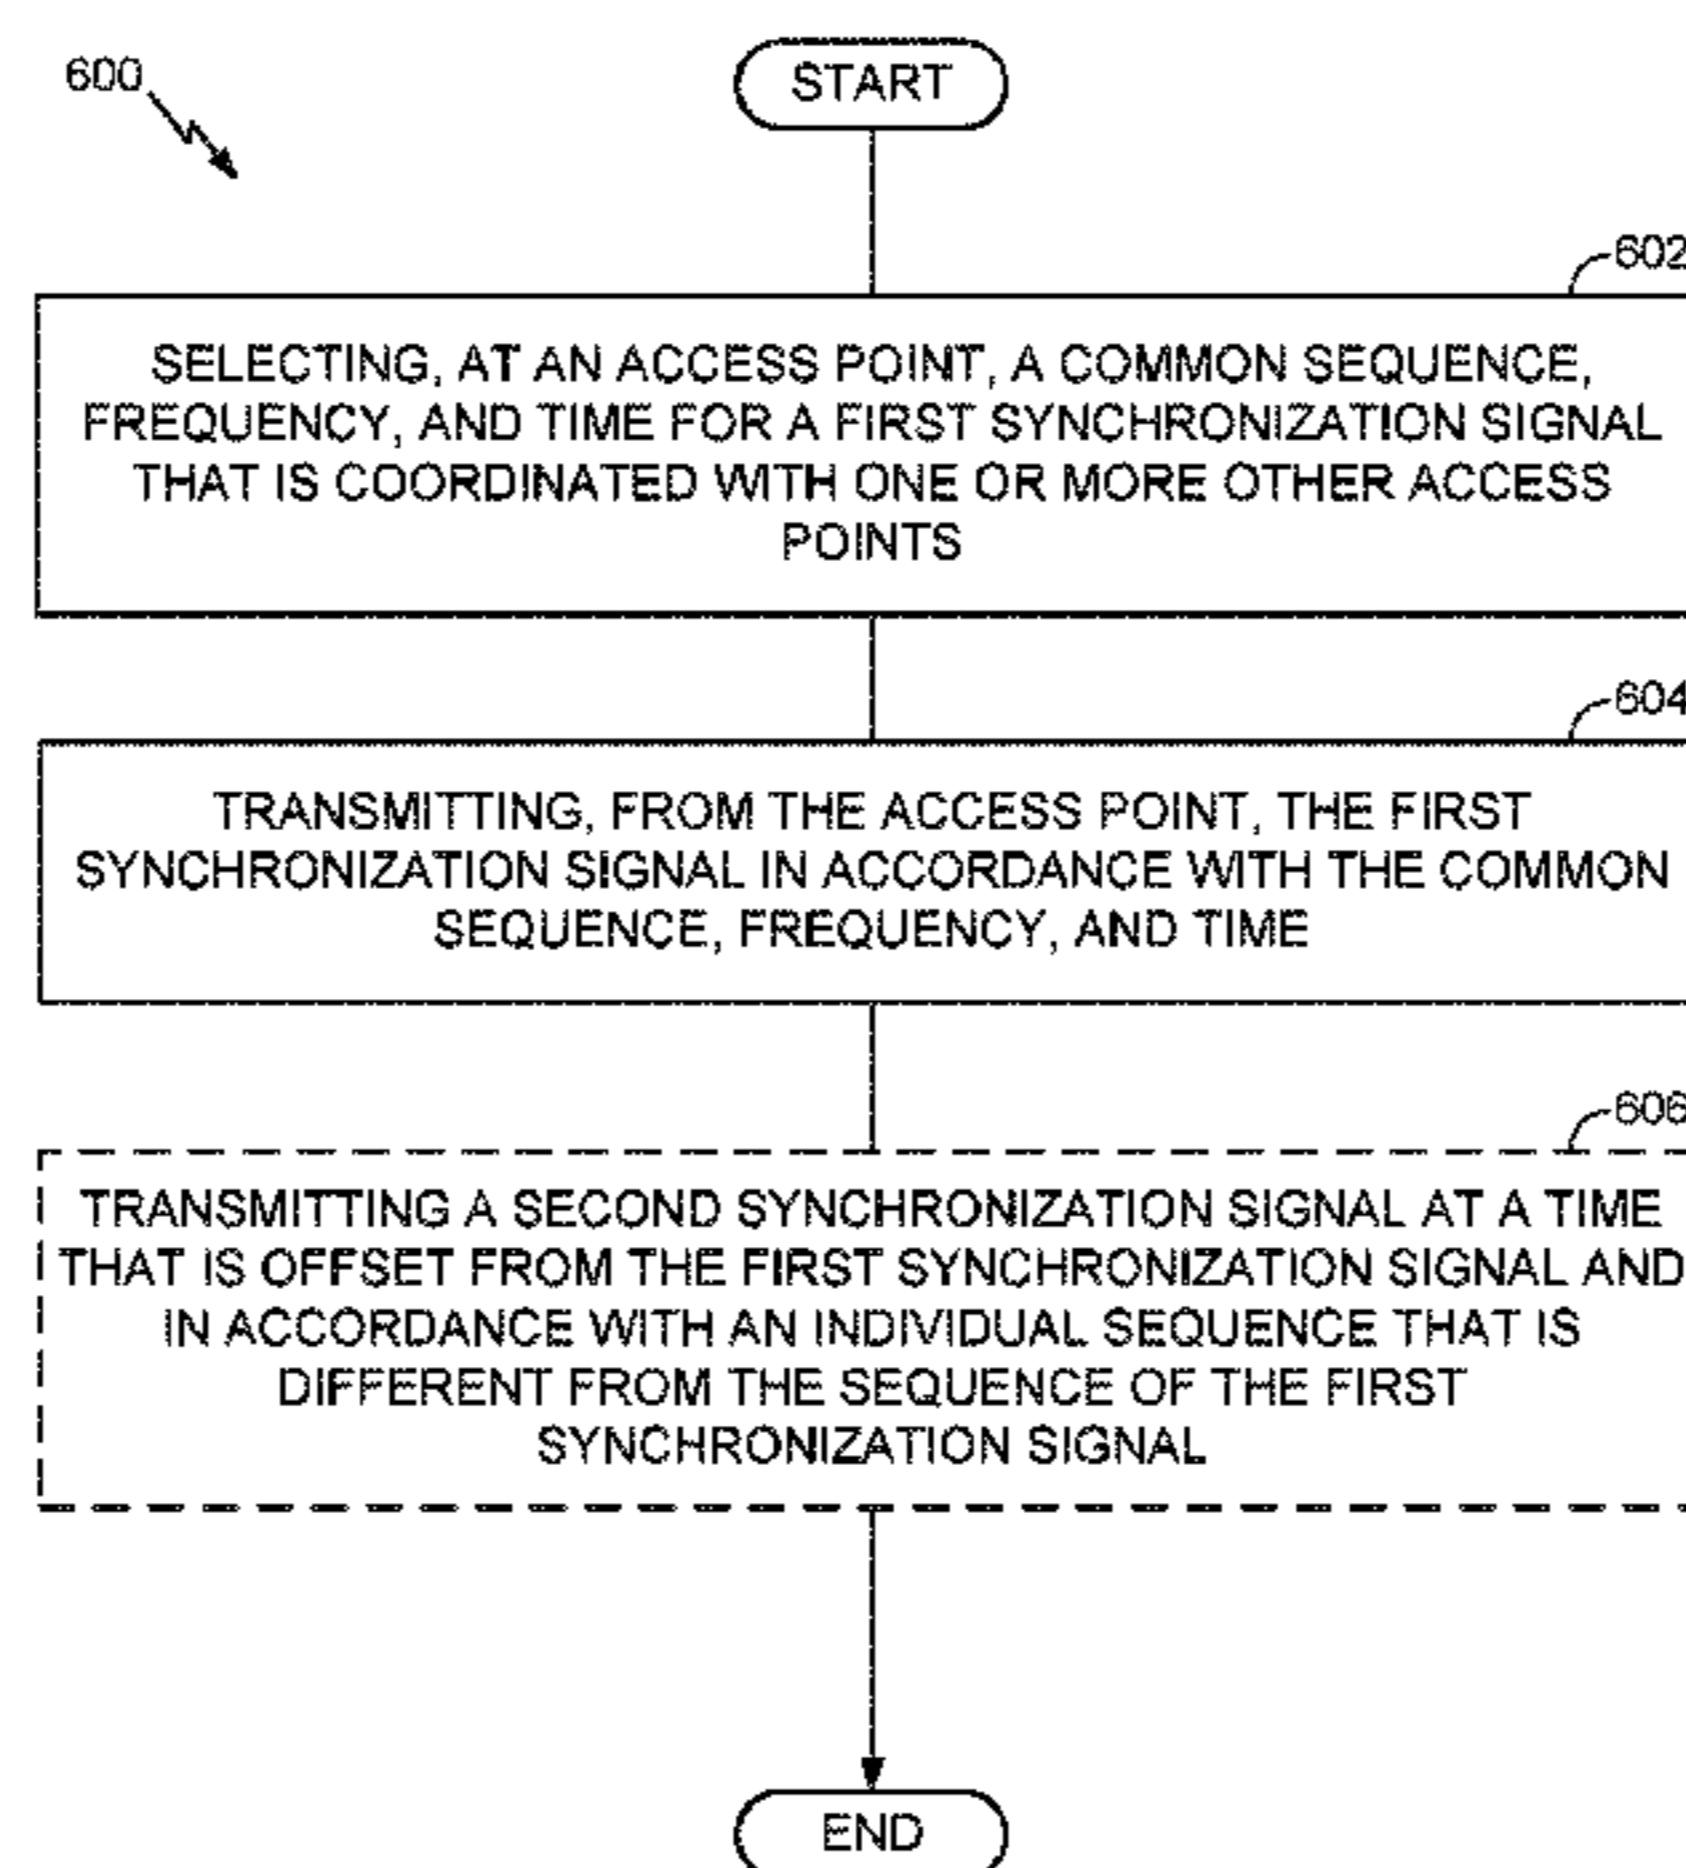 600
START
602
SELECTING, AT AN ACCESS POINT, A COMMON SEQUENCE,
FREQUENCY, AND TIME FOR A FIRST SYNCHRONIZATION SIGNAL
THAT IS COORDINATED WITH ONE OR MORE OTHER ACCESS
POINTS
604
TRANSMITTING, FROM THE ACCESS POINT, THE FIRST
SYNCHRONIZATION SIGNAL IN ACCORDANCE WITH THE COMMON
SEQUENCE, FREQUENCY, AND TIME
606
TRANSMITTING A SECOND SYNCHRONIZATION SIGNAL AT A TIME
THAT IS OFFSET FROM THE FIRST SYNCHRONIZATION SIGNAL AND
IN ACCORDANCE WITH AN INDIVIDUAL SEQUENCE THAT IS
DIFFERENT FROM THE SEQUENCE OF THE FIRST
SYNCHRONIZATION SIGNAL
END